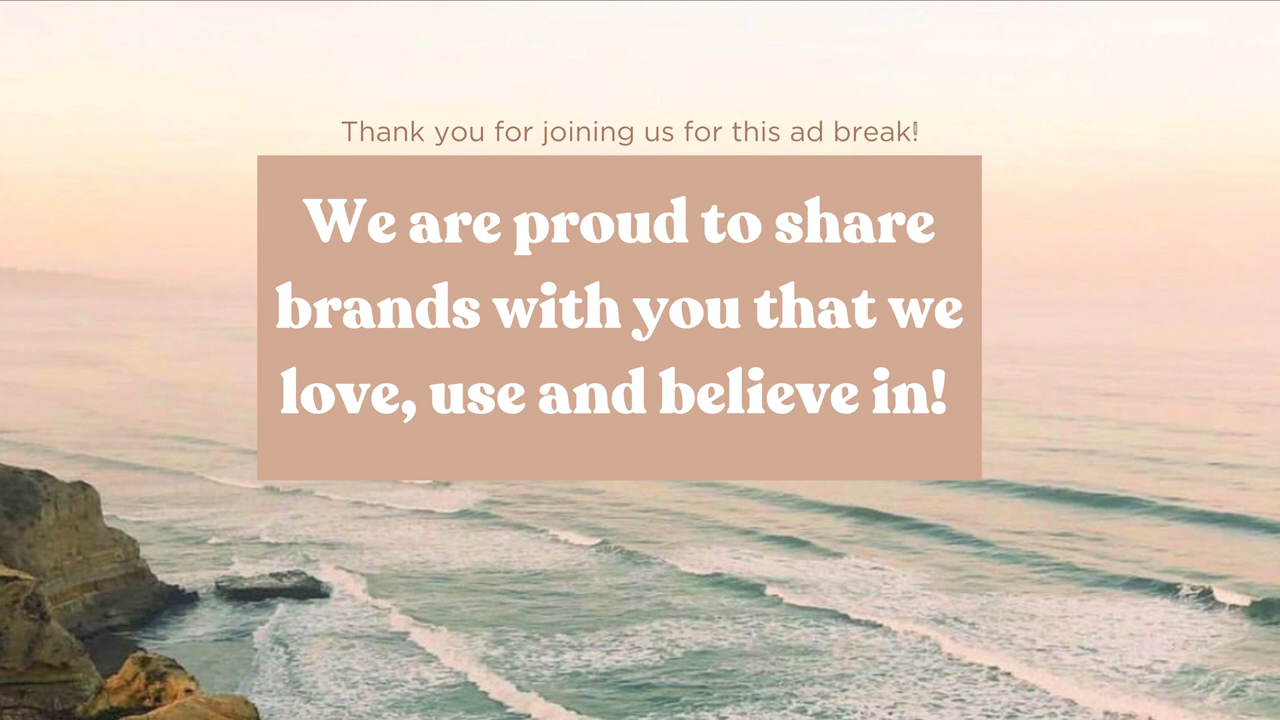 Thank you for joining us for this ad break!
We are proud to share
brands with you that we
love, use and believe in!